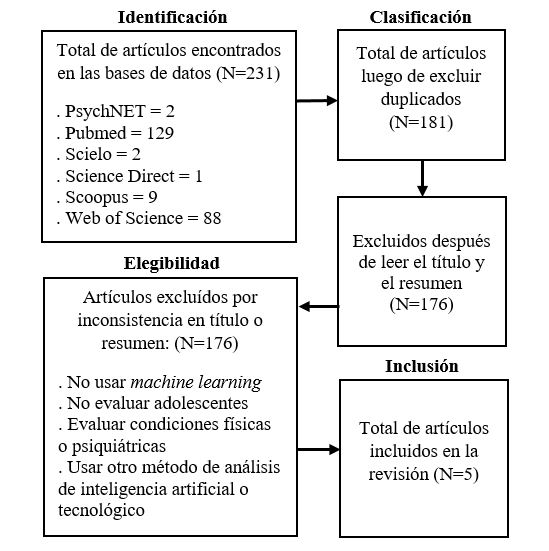 Identificación
Total de artículos encontrados
en las bases de datos (N=231)
. PsychNET = 2
. Pubmed = 129
. Scielo = 2
. Science Direct = 1
. Scoopus = 9
. Web of Science = 88
Clasificación
Total de artículos
luego de excluir
duplicados
(N=181)
Excluidos después
de leer el título y
el resumen
(N=176)
Elegibilidad
Artículos excluídos por
inconsistencia en título o
resumen: (N=176)
. No usar machine learning
. No evaluar adolescentes
. Evaluar condiciones físicas
o psiquiátricas
. Usar otro método de análisis
de inteligencia artificial o
tecnológico
Inclusión
Total de artículos
incluidos en la
revisión (N=5)